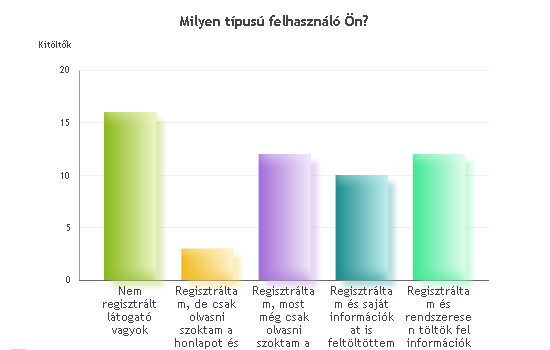 Milyen típusú felhasználó Ön?
Kitöltők
20
15
10
5
0
Nem
regisztrált
látogató
vagyok
Regisztrálta
m, de csak
olvasni
szoktam a
honlapot és
Regisztrálta
m, most
még csak
olvasni
szoktam a
Regisztrálta
m és saját
információk
at is
feltöltöttem
Regisztrálta
m és
rendszerese
n töltök fel
információk